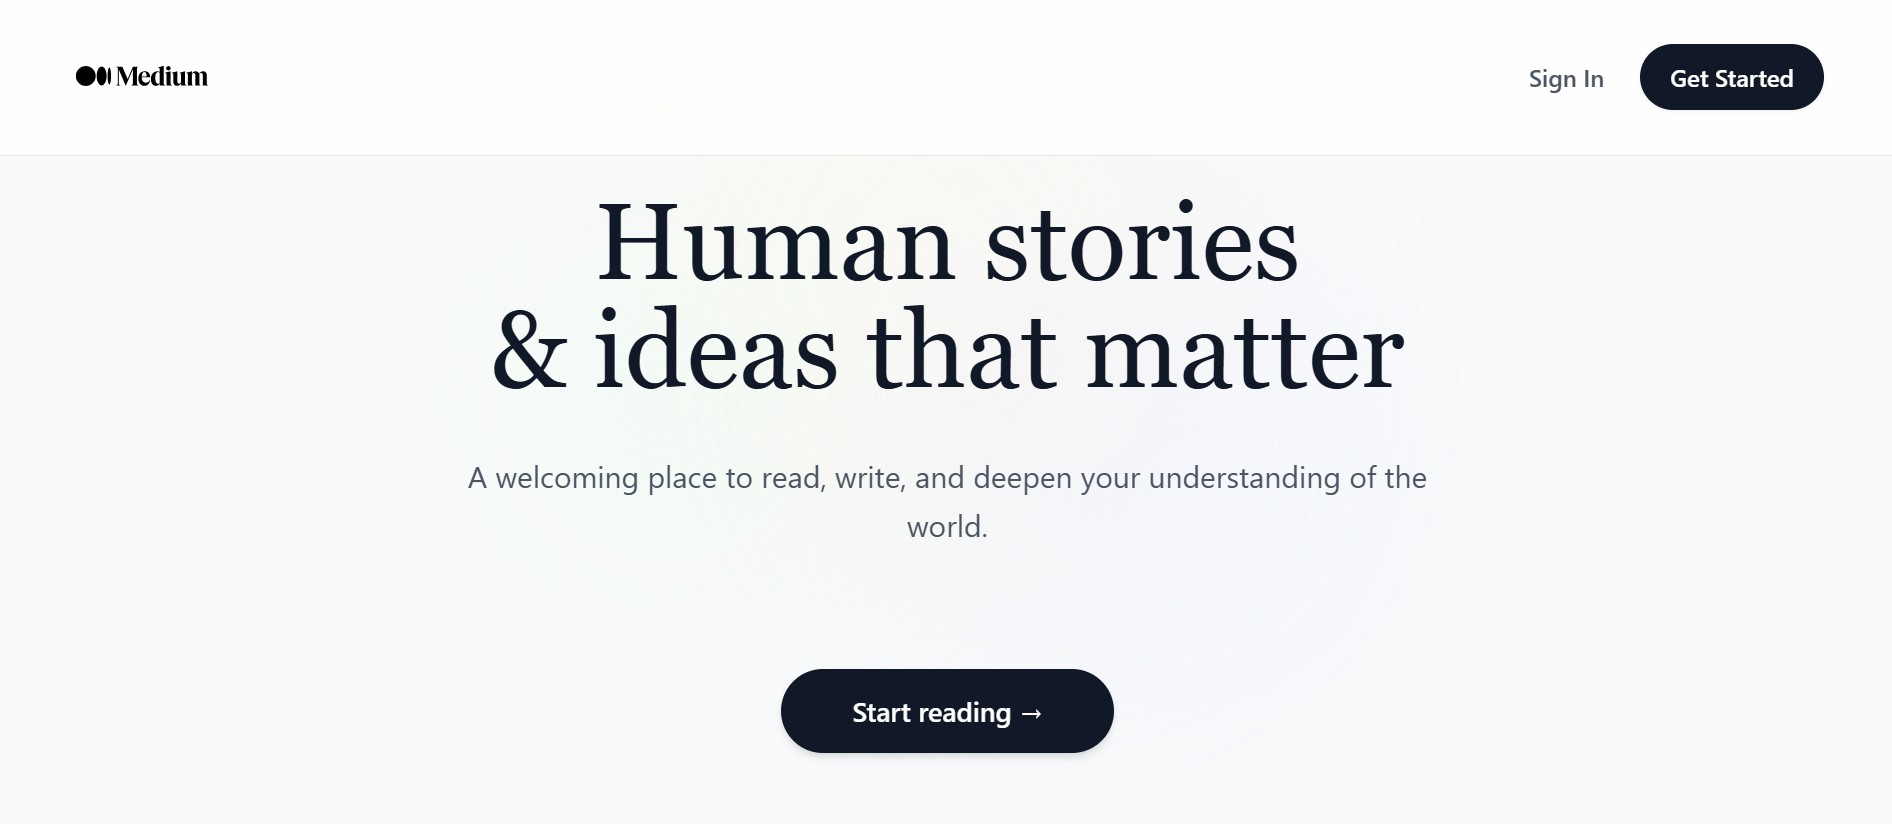 Medium
Sign In
Get Started
Human stories
& ideas that matter
A welcoming place to read, write, and deepen your understanding of the
world.
Start reading →